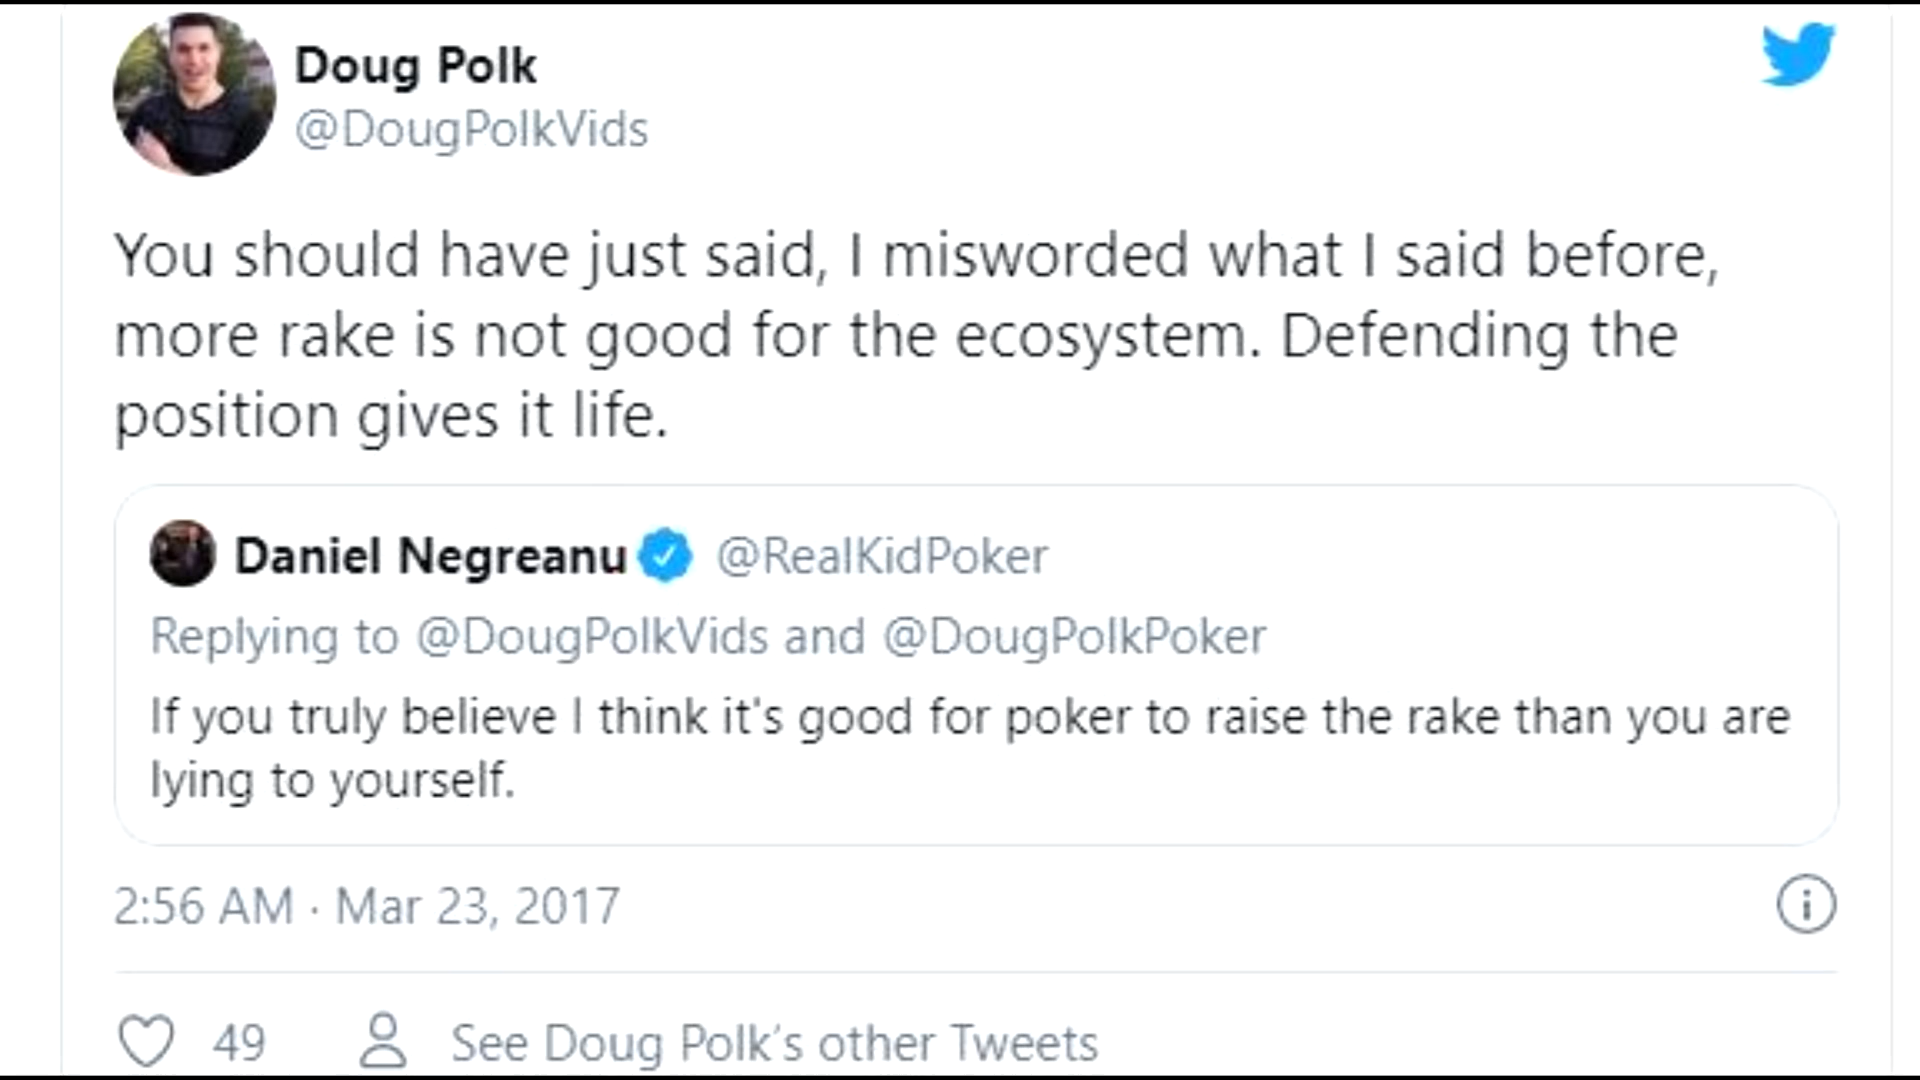 Doug Polk
@DougPolkVids
You should have just said, I misworded what I said before,
more rake is not good for the ecosystem. Defending the
position gives it life.
Daniel Negreanu @RealKidPoker
Replying to @DougPolkVids and @DougPolkPoker
If you truly believe I think it's good for poker to raise the rake than you are
lying to yourself.
2:56 AM · Mar 23, 2017
49 See Doug Polk's other Tweets